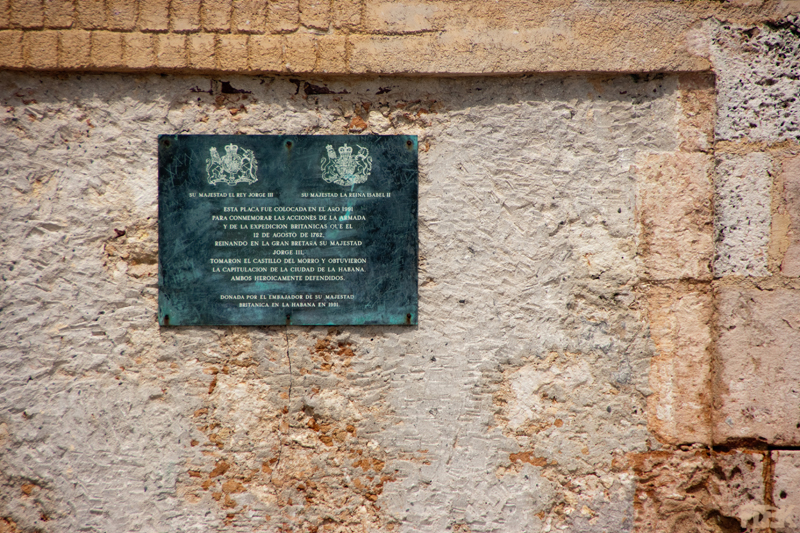 SU MAJESTAD EL REY JORGE III
SU MAJESTAD LA REINA ISABEL II
ESTA PLACA FUE COLOCADA EN EL AÑO 1981
PARA CONMEMORAR LAS ACCIONES DE LA ARMADA
Y DE LA EXPEDICION BRITANICAS QUE EL
12 DE AGOSTO DE 1762,
REINANDO EN LA GRAN BRETAÑA SU MAJESTAD
JORGE III,
TOMARON EL CASTILLO DEL MORRO Y OBTUVIERON
LA CAPITULACION DE LA CIUDAD DE LA HABANA.
AMBOS HEROICAMENTE DEFENDIDOS.
DONADA POR EL EMBAJADOR DE SU MAJESTAD
BRITANICA EN LA HABANA EN 1981.